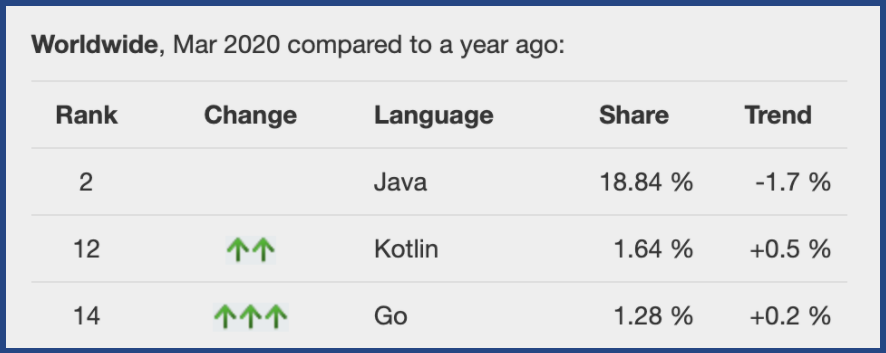 Worldwide, Mar 2020 compared to a year ago:
Rank Change Language Share Trend
2 Java 18.84 % -1.7 %
12 ↑↑ Kotlin 1.64 % +0.5 %
14 ↑↑↑ Go 1.28 % +0.2 %